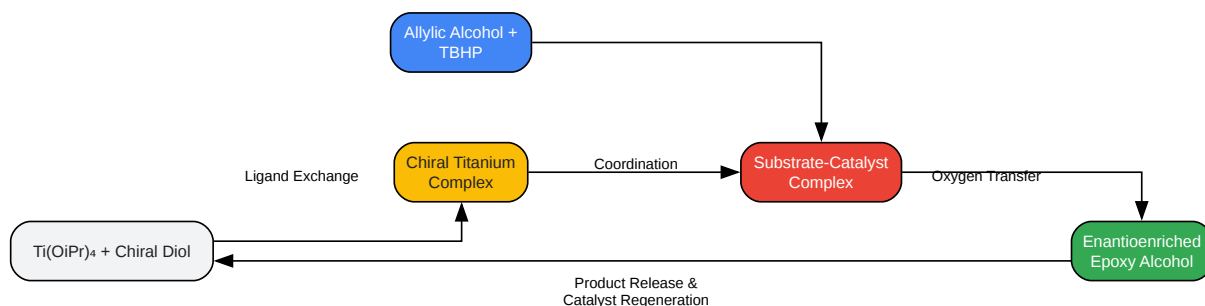 Allylic Alcohol +
TBHP
Ligand Exchange
Chiral Titanium
Complex
Coordination
Substrate-Catalyst
Complex
Oxygen Transfer
Ti(OiPr)₄ + Chiral Diol
Enantioenriched
Epoxy Alcohol
Product Release &
Catalyst Regeneration